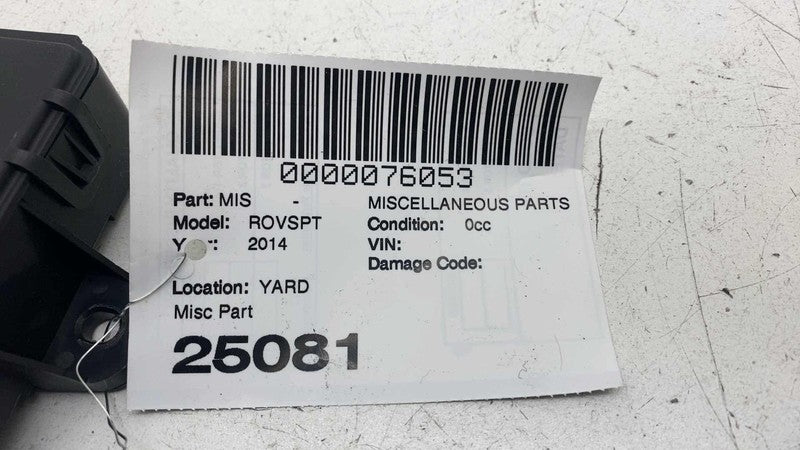 0000076053
Part: MIS - MISCELLANEOUS PARTS
Model: ROVSPT Condition: 0cc
2014 VIN:
Damage Code:
Location: YARD
Misc Part
25081